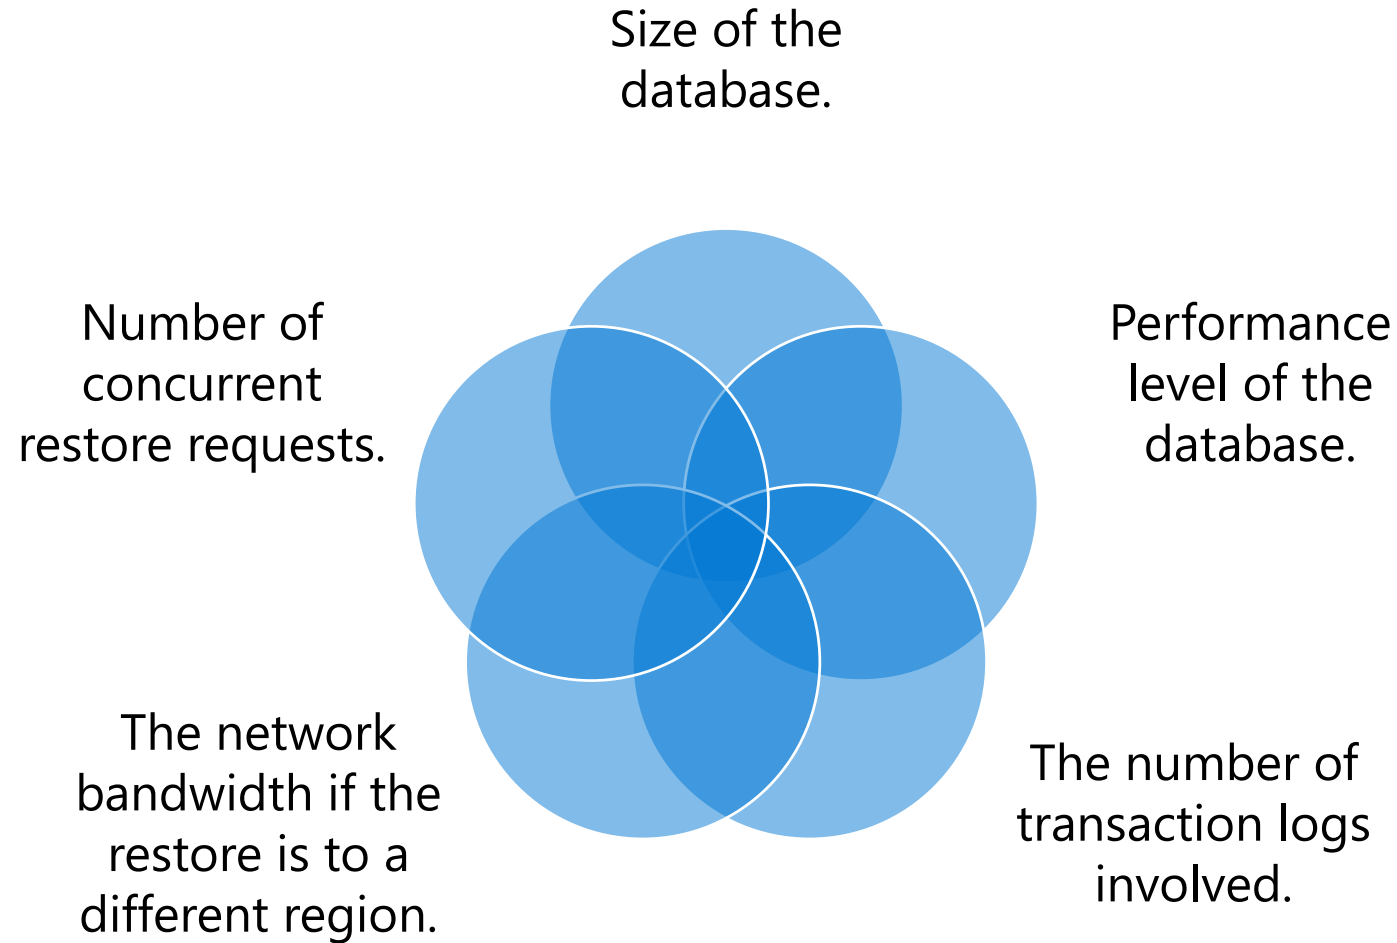 Size of the
database.
Performance
level of the
database.
The number of
transaction logs
involved.
The network
bandwidth if the
restore is to a
different region.
Number of
concurrent
restore requests.